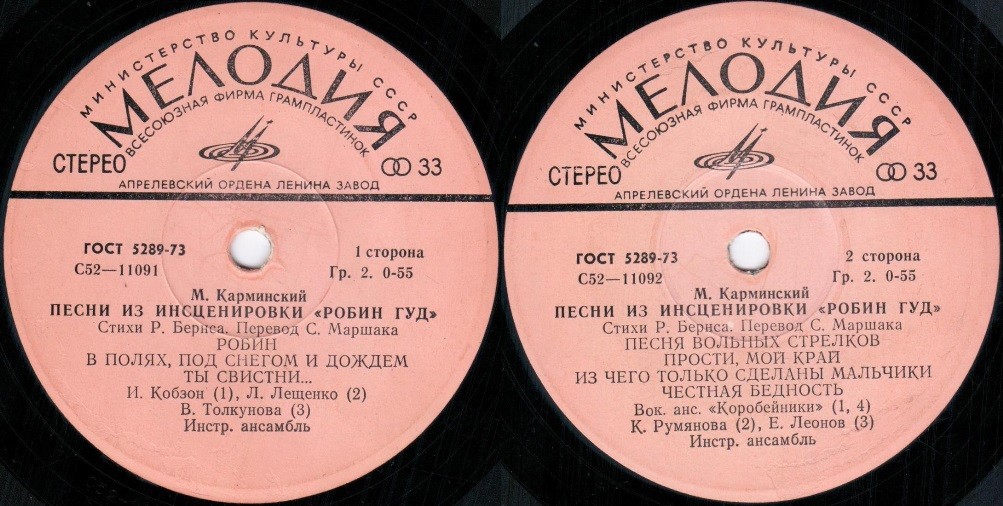 МИНИСТЕРСТВО КУЛЬТУРЫ СССР
МЕЛОДИЯ
ВСЕСОЮЗНАЯ ФИРМА ГРАМПЛАСТИНОК
СТЕРЕО 33
АПРЕЛЕВСКИЙ ОРДЕНА ЛЕНИНА ЗАВОД
ГОСТ 5289-73 1 сторона
С52—11091 Гр. 2. 0-55
М. Карминский
ПЕСНИ ИЗ ИНСЦЕНИРОВКИ «РОБИН ГУД»
Стихи Р. Бернса. Перевод С. Маршака
РОБИН
В ПОЛЯХ, ПОД СНЕГОМ И ДОЖДЕМ
ТЫ СВИСТНИ...
И. Кобзон (1), Л. Лещенко (2)
В. Толкунова (3)
Инстр. ансамбль
МИНИСТЕРСТВО КУЛЬТУРЫ СССР
МЕЛОДИЯ
ВСЕСОЮЗНАЯ ФИРМА ГРАМПЛАСТИНОК
СТЕРЕО 33
АПРЕЛЕВСКИЙ ОРДЕНА ЛЕНИНА ЗАВОД
ГОСТ 5289-73 2 сторона
С52—11092 Гр. 2. 0-55
М. Карминский
ПЕСНИ ИЗ ИНСЦЕНИРОВКИ «РОБИН ГУД»
Стихи Р. Бернса. Перевод С. Маршака
ПЕСНЯ ВОЛЬНЫХ СТРЕЛКОВ
ПРОСТИ, МОЙ КРАЙ
ИЗ ЧЕГО ТОЛЬКО СДЕЛАНЫ МАЛЬЧИКИ
ЧЕСТНАЯ БЕДНОСТЬ
Вок. анс. «Коробейники» (1, 4)
К. Румянова (2), Е. Леонов (3)
Инстр. ансамбль